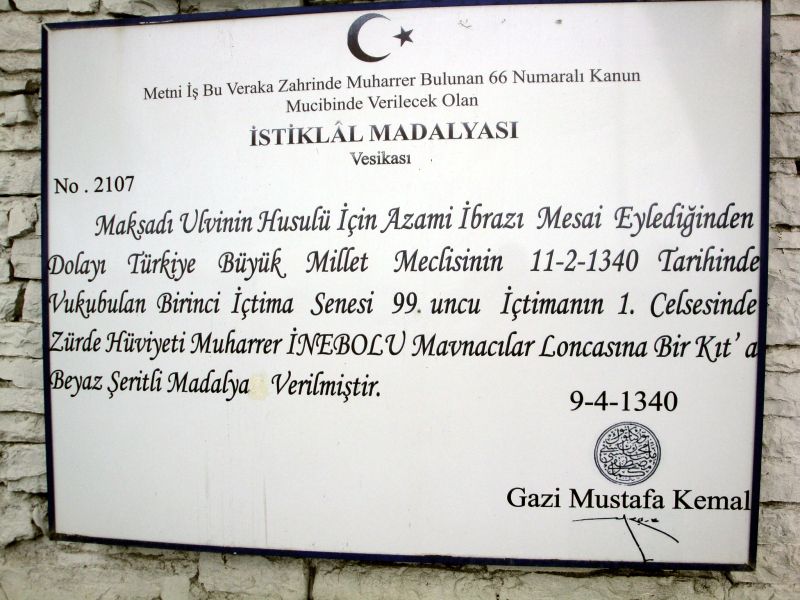 Metni İş Bu Veraka Zahrinde Muharrer Bulunan 66 Numaralı Kanun
Mucibinde Verilecek Olan
İSTİKLÂL MADALYASI
Vesikası
No . 2107
Maksadı Ulvinin Husulü İçin Azami İbrazı Mesai Eylediğinden
Dolayı Türkiye Büyük Millet Meclisinin 11-2-1340 Tarihinde
Vukubulan Birinci İçtima Senesi 99 uncu İçtimanın 1. Celsesinde
Zürde Hüviyeti Muharrer İNEBOLU Mavnacılar Loncasına Bir Kıt' a
Beyaz Şeritli Madalya Verilmiştir.
9-4-1340
Gazi Mustafa Kemal